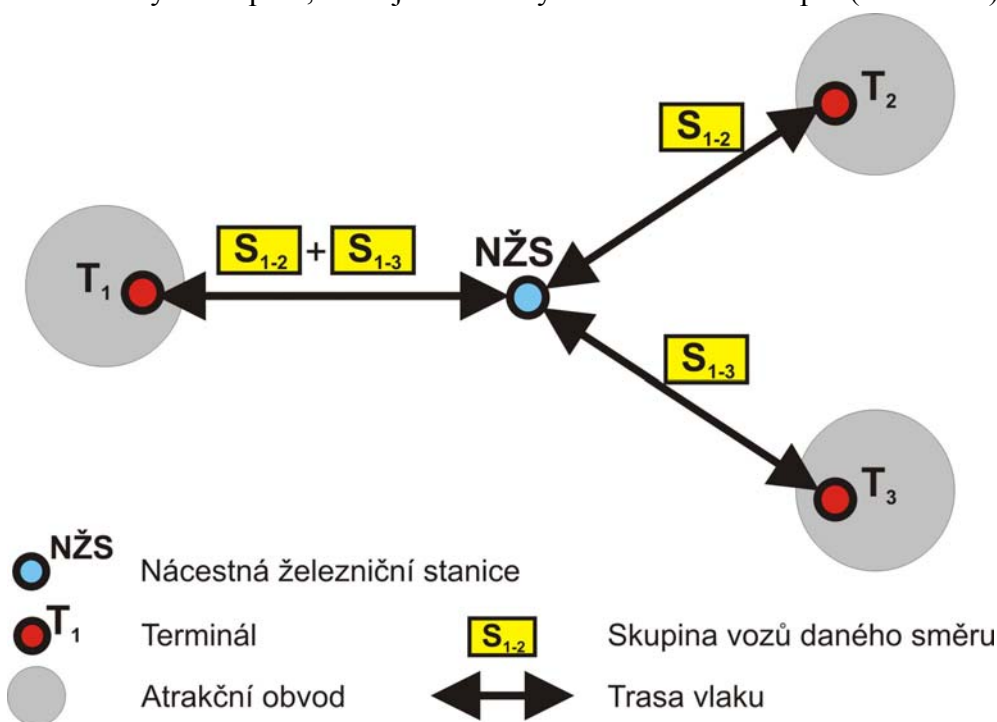 T₂
S₁₋₂
S₁₋₂ + S₁₋₃
NŽS
T₁
S₁₋₃
T₃
NŽS
Nácestná železniční stanice
T₁
Terminál
S₁₋₂
Skupina vozů daného směru
Atrakční obvod
Trasa vlaku